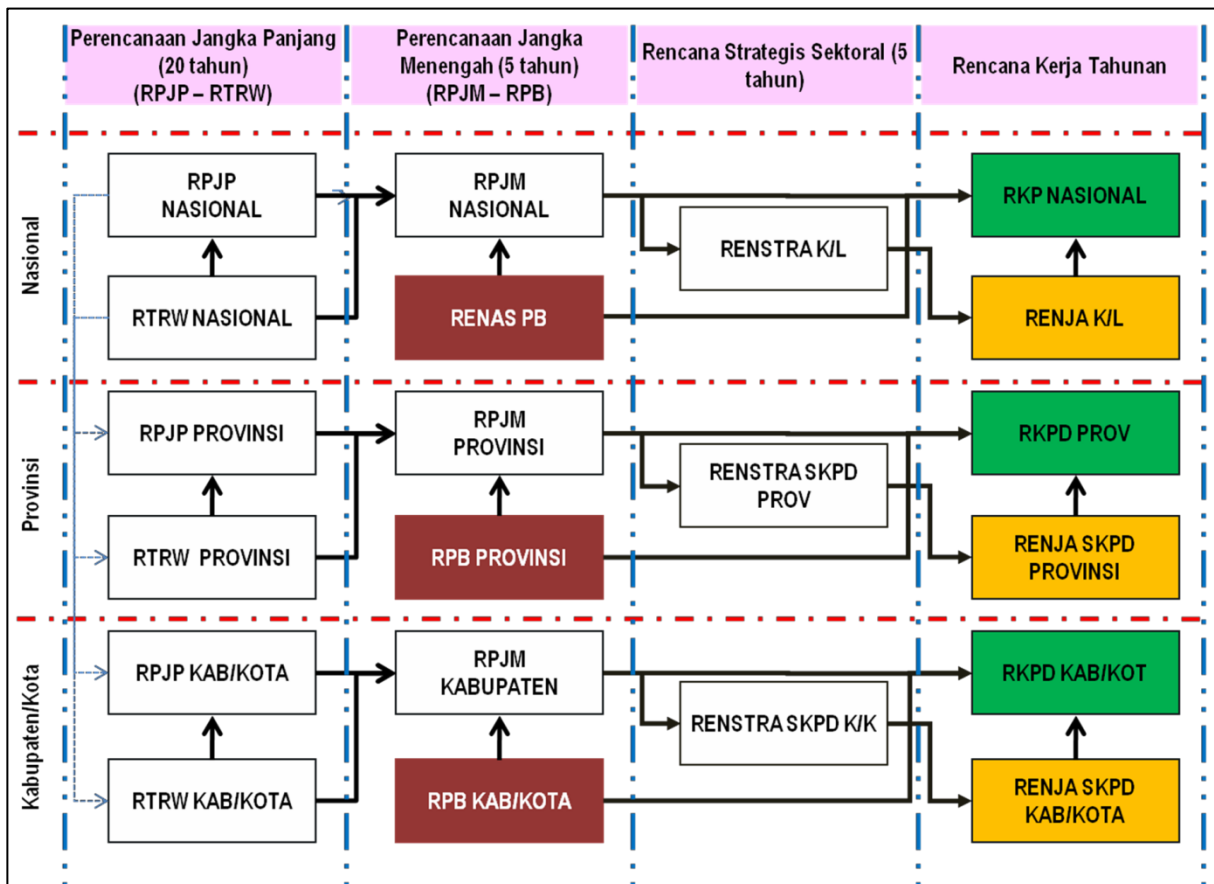 Perencanaan Jangka Panjang
(20 tahun)
(RPJP – RTRW)
Perencanaan Jangka
Menengah (5 tahun)
(RPJM – RPB)
Rencana Strategis Sektoral (5
tahun)
Rencana Kerja Tahunan
Nasional
RPJP
NASIONAL
RPJM
NASIONAL
RKP NASIONAL
RENSTRA K/L
RTRW NASIONAL
RENAS PB
RENJA K/L
Provinsi
RPJP PROVINSI
RPJM
PROVINSI
RKPD PROV
RENSTRA SKPD
PROV
RTRW PROVINSI
RPB PROVINSI
RENJA SKPD
PROVINSI
Kabupaten/Kota
RPJP KAB/KOTA
RPJM
KABUPATEN
RKPD KAB/KOT
RENSTRA SKPD K/K
RTRW KAB/KOTA
RPB KAB/KOTA
RENJA SKPD
KAB/KOTA